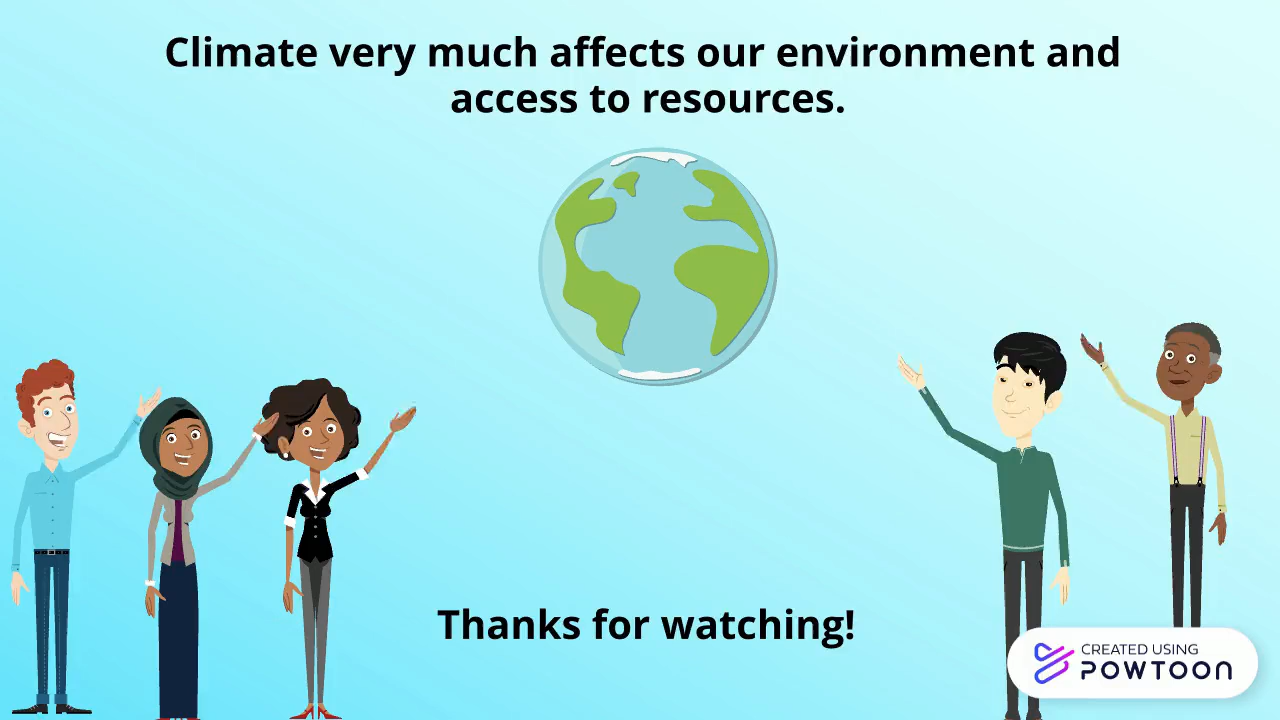 Climate very much affects our environment and
access to resources.
Thanks for watching!
CREATED USING
POWTOON